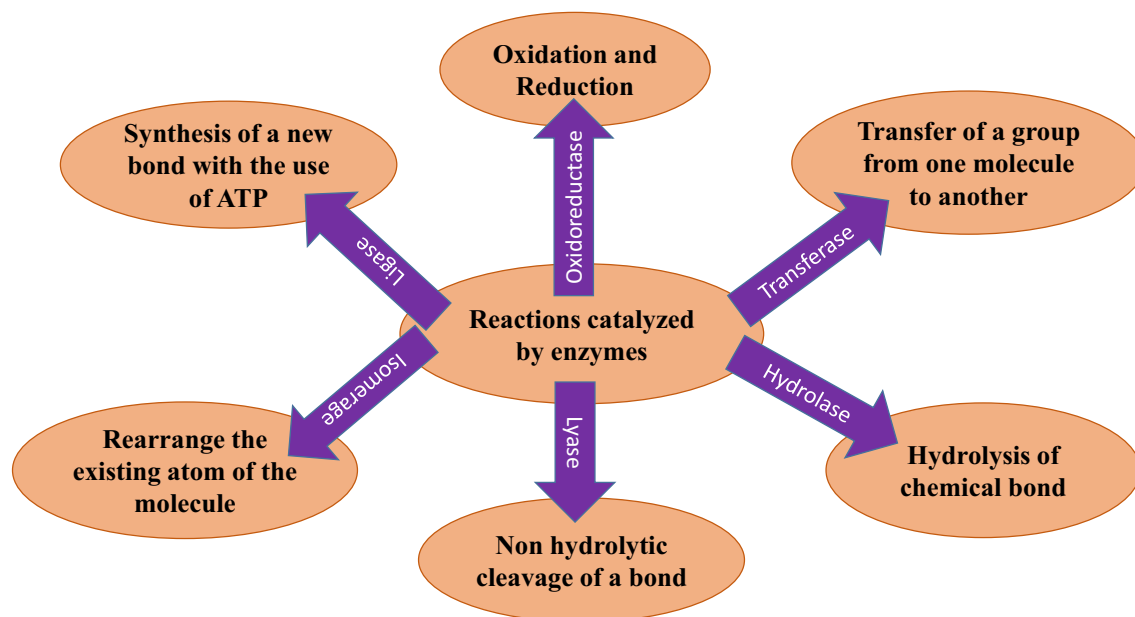 Oxidation and
Reduction
Synthesis of a new
bond with the use
of ATP
Transfer of a group
from one molecule
to another
Oxidoreductase
Ligase
Transferase
Reactions catalyzed
by enzymes
Isomerage
Hydrolase
Lyase
Rearrange the
existing atom of the
molecule
Hydrolysis of
chemical bond
Non hydrolytic
cleavage of a bond